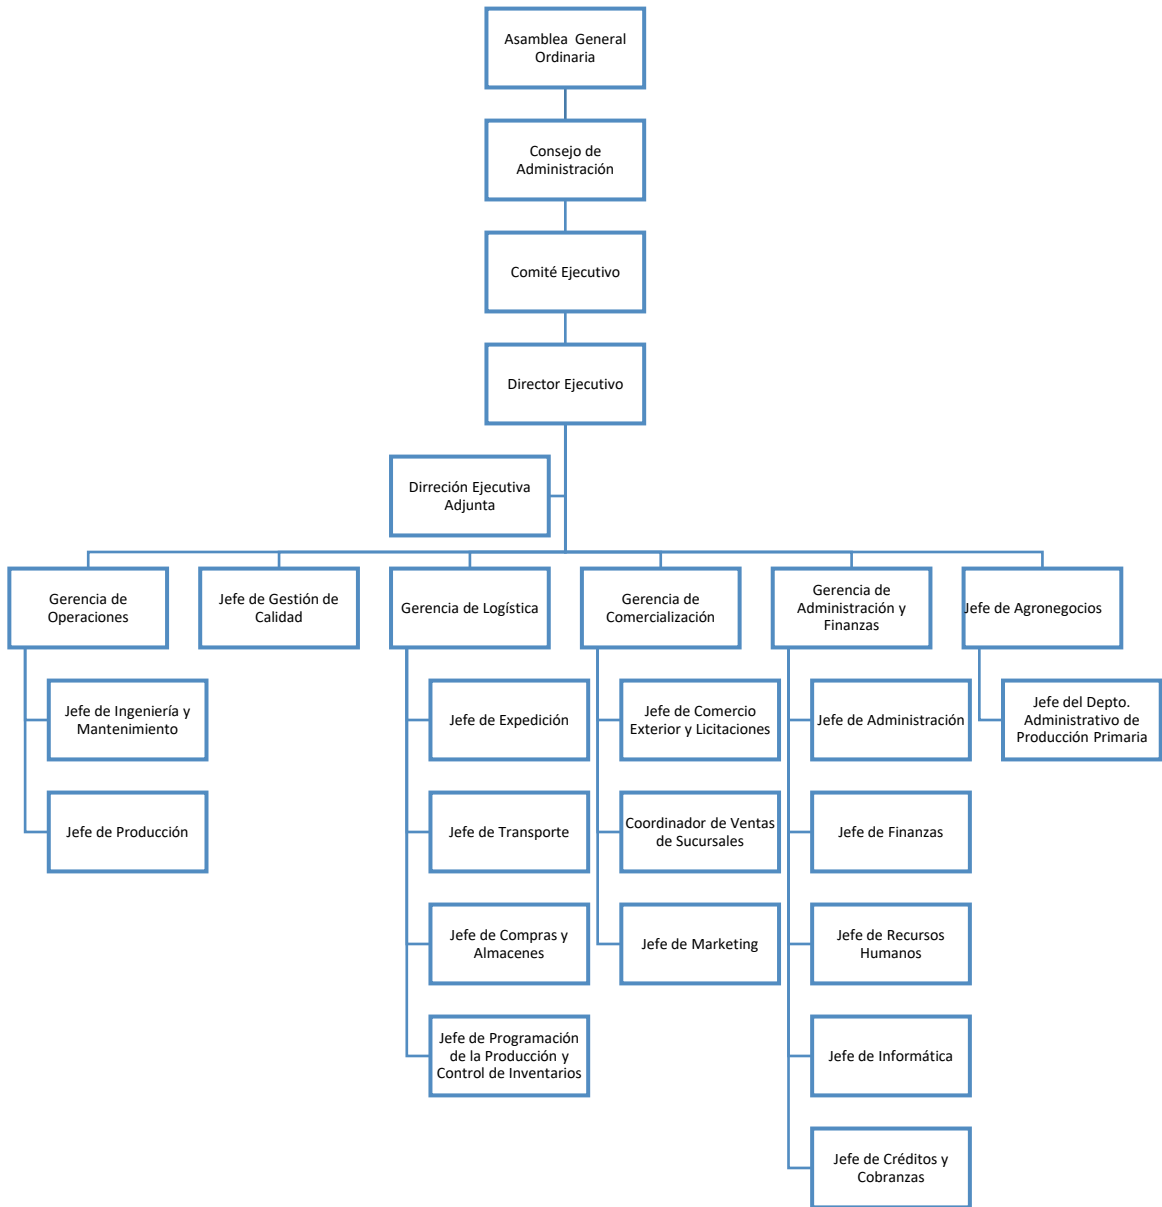 Asamblea General
Ordinaria
Consejo de
Administración
Comité Ejecutivo
Director Ejecutivo
Dirreción Ejecutiva
Adjunta
Gerencia de
Operaciones
Jefe de Gestión de
Calidad
Gerencia de Logística
Gerencia de
Comercialización
Gerencia de
Administración y
Finanzas
Jefe de Agronegocios
Jefe de Ingeniería y
Mantenimiento
Jefe de Expedición
Jefe de Comercio
Exterior y Licitaciones
Jefe de Administración
Jefe del Depto.
Administrativo de
Producción Primaria
Jefe de Producción
Jefe de Transporte
Coordinador de Ventas
de Sucursales
Jefe de Finanzas
Jefe de Compras y
Almacenes
Jefe de Marketing
Jefe de Recursos
Humanos
Jefe de Programación
de la Producción y
Control de Inventarios
Jefe de Informática
Jefe de Créditos y
Cobranzas